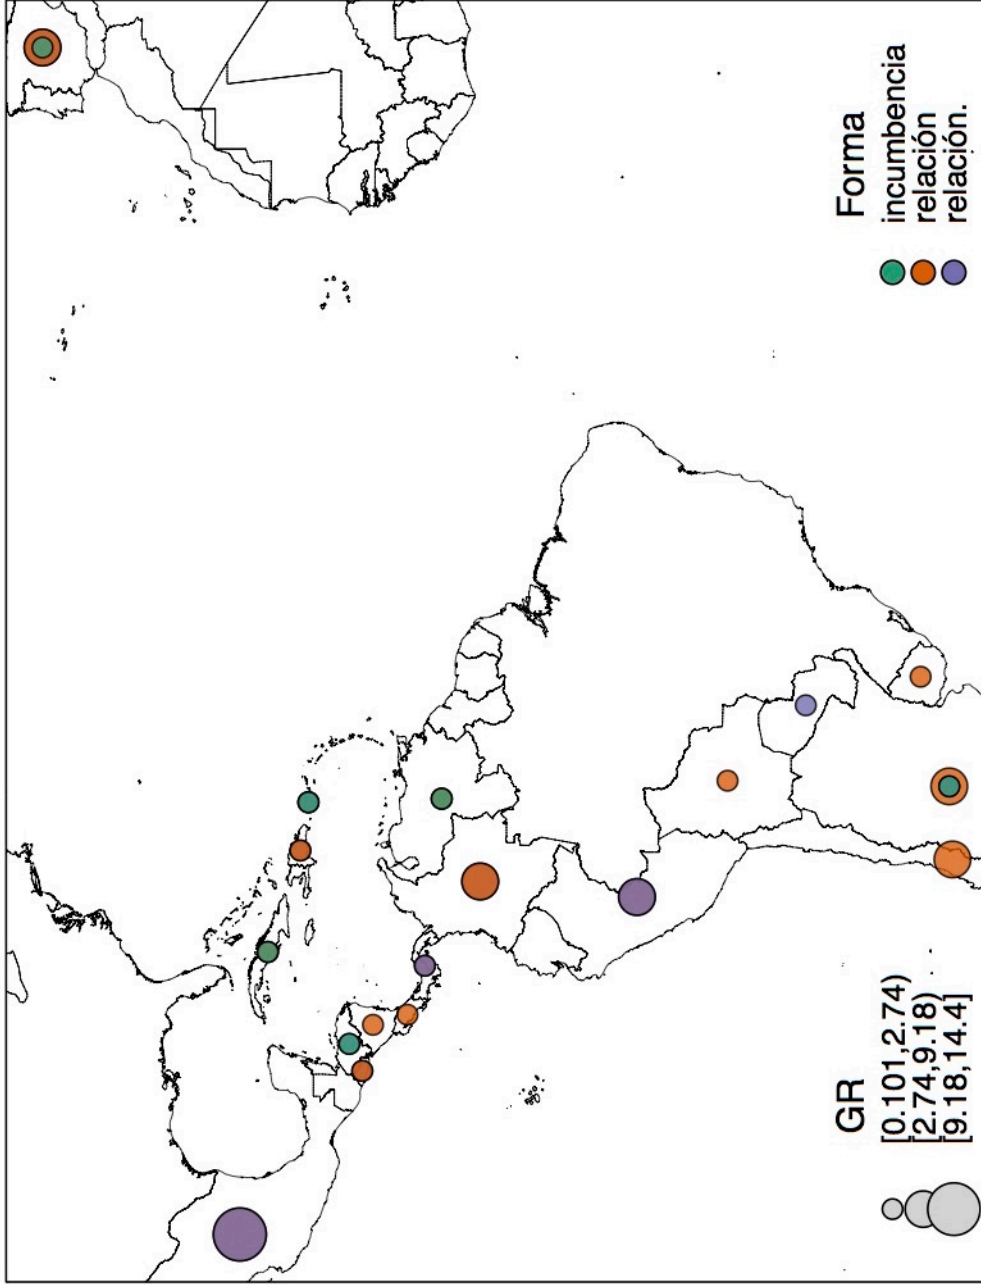 GR
[0.101,2.74)
[2.74,9.18)
[9.18,14.4]
Forma
incumbencia
relación
relación.